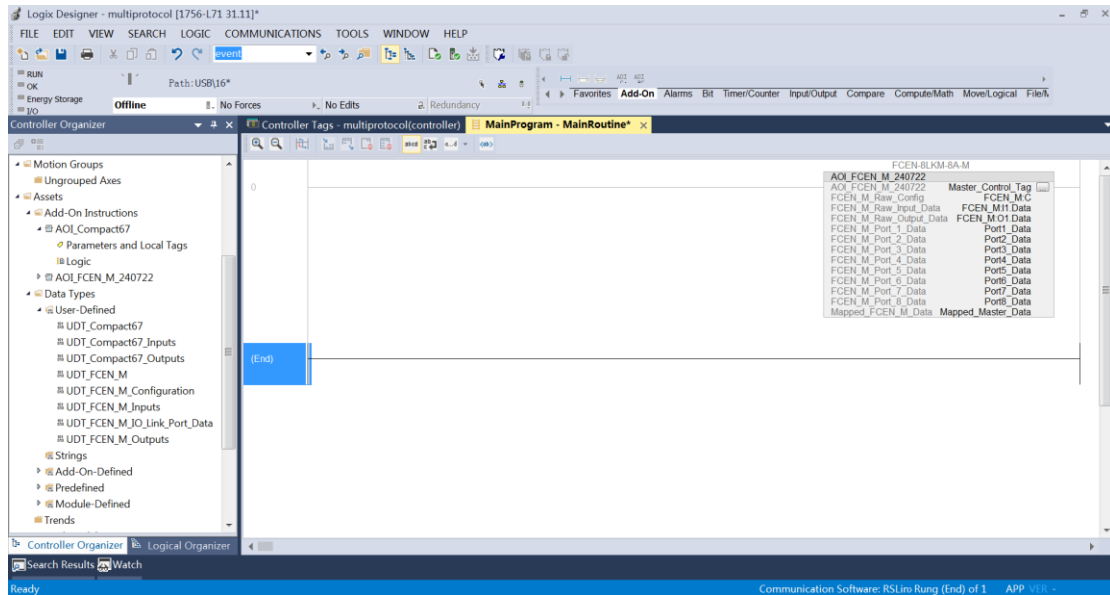 Logix Designer - multiprotocol [1756-L71 31.11]*
FILE EDIT VIEW SEARCH LOGIC COMMUNICATIONS TOOLS WINDOW HELP
event
RUN
OK
Energy Storage
I/O
Path: USB\16*
Offline
No Forces
No Edits
Redundancy
Favorites Add-On Alarms Bit Timer/Counter Input/Output Compare Compute/Math Move/Logical
Controller Organizer
Controller Tags - multiprotocol(controller)
MainProgram - MainRoutine*
Motion Groups
Ungrouped Axes
Assets
Add-On Instructions
AOI_Compact67
Parameters and Local Tags
Logic
AOI_FCEN_M_240722
Data Types
User-Defined
UDT_Compact67
UDT_Compact67_Inputs
UDT_Compact67_Outputs
UDT_FCEN_M
UDT_FCEN_M_Configuration
UDT_FCEN_M_Inputs
UDT_FCEN_M_IO_Link_Port_Data
UDT_FCEN_M_Outputs
Strings
Add-On-Defined
Predefined
Module-Defined
Trends
Controller Organizer Logical Organizer
0
FCEN-8LKM-8A-M
AOI_FCEN_M_240722
AOI_FCEN_M_240722 Master_Control_Tag ...
FCEN_M_Raw_Config FCEN_M:C
FCEN_M_Raw_Input_Data FCEN_M:I1.Data
FCEN_M_Raw_Output_Data FCEN_M:O1.Data
FCEN_M_Port_1_Data Port1_Data
FCEN_M_Port_2_Data Port2_Data
FCEN_M_Port_3_Data Port3_Data
FCEN_M_Port_4_Data Port4_Data
FCEN_M_Port_5_Data Port5_Data
FCEN_M_Port_6_Data Port6_Data
FCEN_M_Port_7_Data Port7_Data
FCEN_M_Port_8_Data Port8_Data
Mapped_FCEN_M_Data Mapped_Master_Data
(End)
Search Results Watch
Ready
Communication Software: RSLin Rung (End) of 1 APP VER